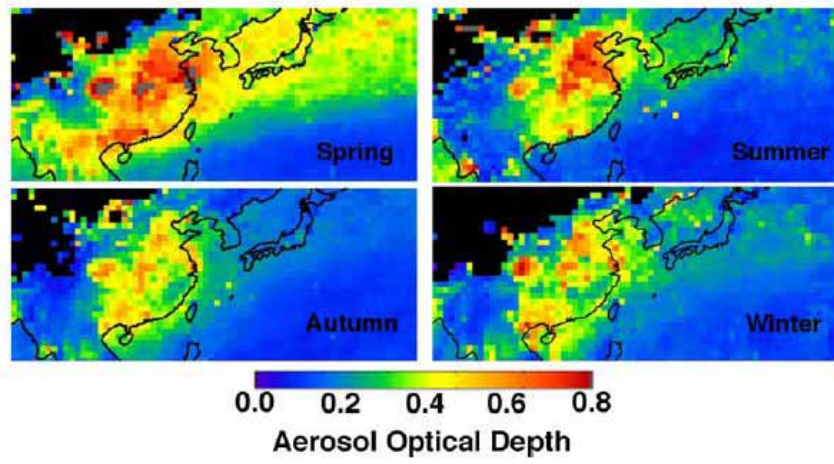 Spring
Summer
Autumn
Winter
0.0 0.2 0.4 0.6 0.8
Aerosol Optical Depth